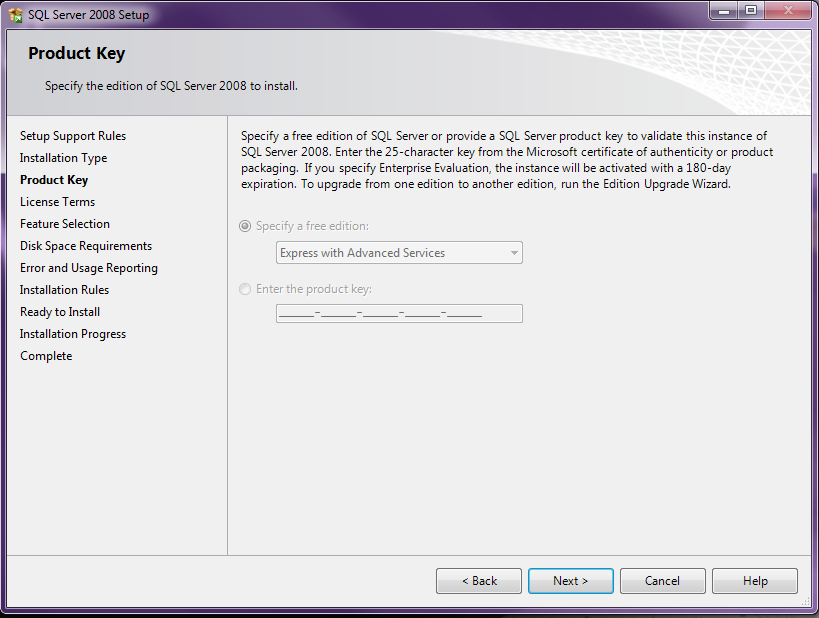 SQL Server 2008 Setup
Product Key
Specify the edition of SQL Server 2008 to install.
Setup Support Rules
Installation Type
Product Key
License Terms
Feature Selection
Disk Space Requirements
Error and Usage Reporting
Installation Rules
Ready to Install
Installation Progress
Complete
Specify a free edition of SQL Server or provide a SQL Server product key to validate this instance of
SQL Server 2008. Enter the 25-character key from the Microsoft certificate of authenticity or product
packaging.  If you specify Enterprise Evaluation, the instance will be activated with a 180-day
expiration. To upgrade from one edition to another edition, run the Edition Upgrade Wizard.
Specify a free edition:
Express with Advanced Services
Enter the product key:
_____-_____-_____-_____-_____
< Back
Next >
Cancel
Help